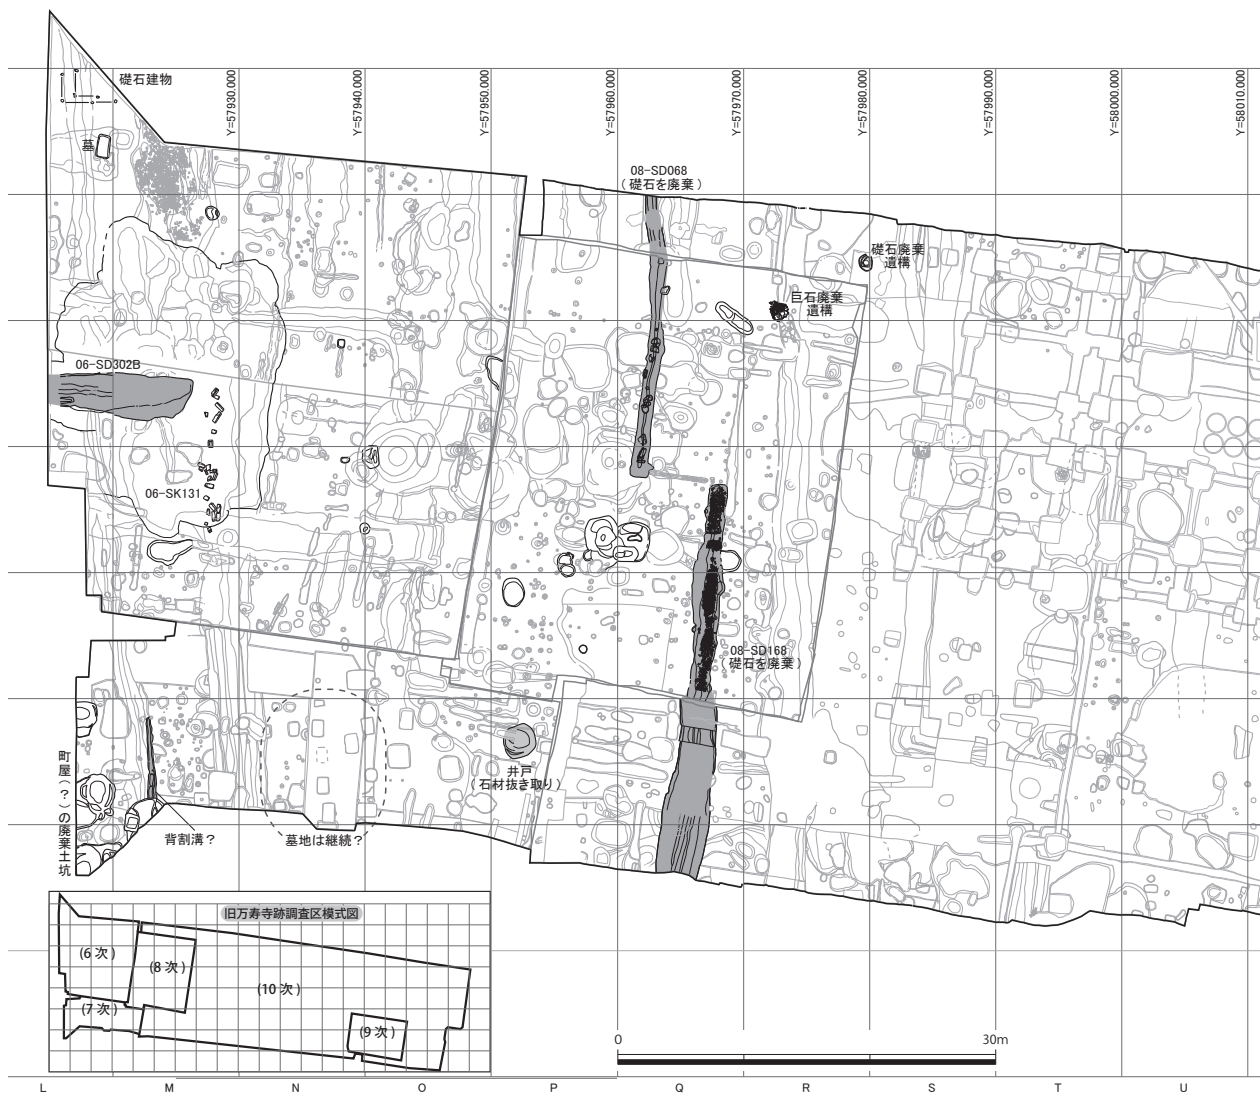 礎石建物
Y=57930.000
Y=57940.000
Y=57950.000
Y=57960.000
Y=57970.000
Y=57980.000
Y=57990.000
Y=58000.000
Y=58010.000
墓
08-SD068
(礎石を廃棄)
礎石廃棄
遺構
巨石廃棄
遺構
06-SD302B
06-SK131
08-SD168
(礎石を廃棄)
町屋(?)の廃棄土坑
井戸
(石材抜き取り)
背割溝?
墓地は継続?
旧万寿寺跡調査区模式図
(6次)
(8次)
(10次)
(7次)
(9次)
0
30m
L
M
N
O
P
Q
R
S
T
U